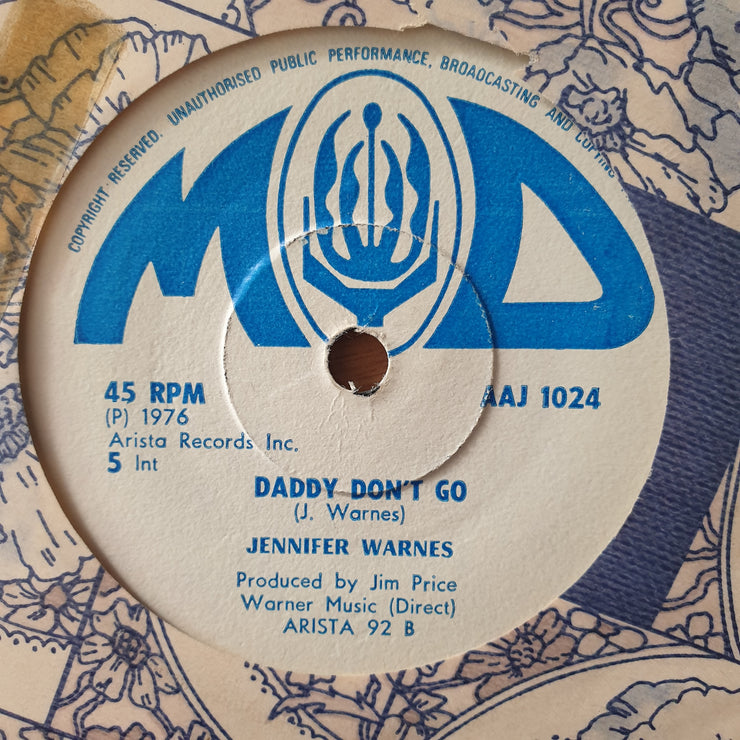 COPYRIGHT RESERVED. UNAUTHORISED PUBLIC PERFORMANCE, BROADCASTING AND COPYING
MD
45 RPM
(P) 1976
Arista Records Inc.
5 Int
AAJ 1024
DADDY DON'T GO
(J. Warnes)
JENNIFER WARNES
Produced by Jim Price
Warner Music (Direct)
ARISTA 92 B